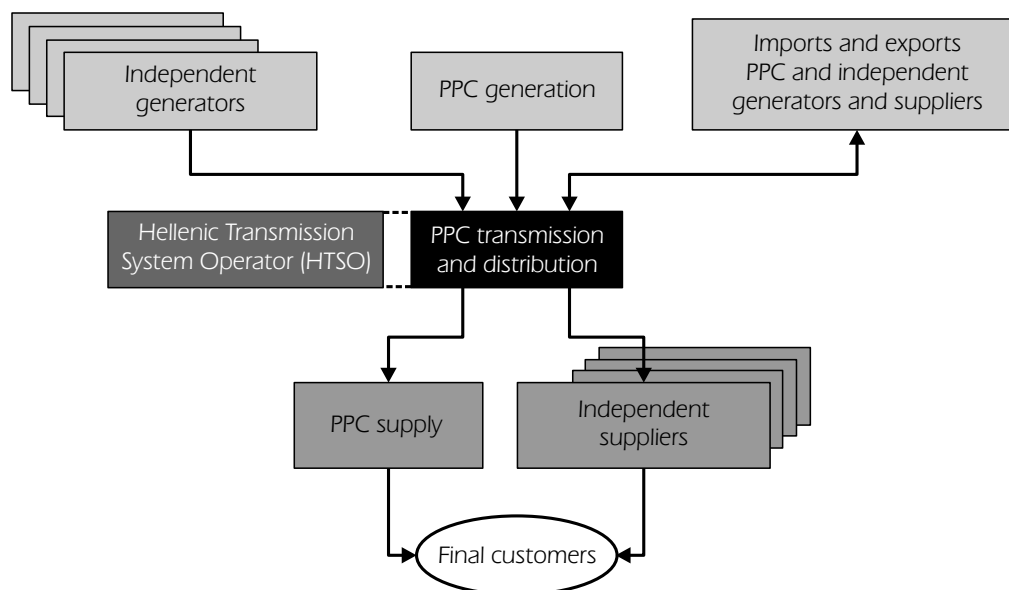 Independent
generators
PPC generation
Imports and exports
PPC and independent
generators and suppliers
Hellenic Transmission
System Operator (HTSO)
PPC transmission
and distribution
PPC supply
Independent
suppliers
Final customers